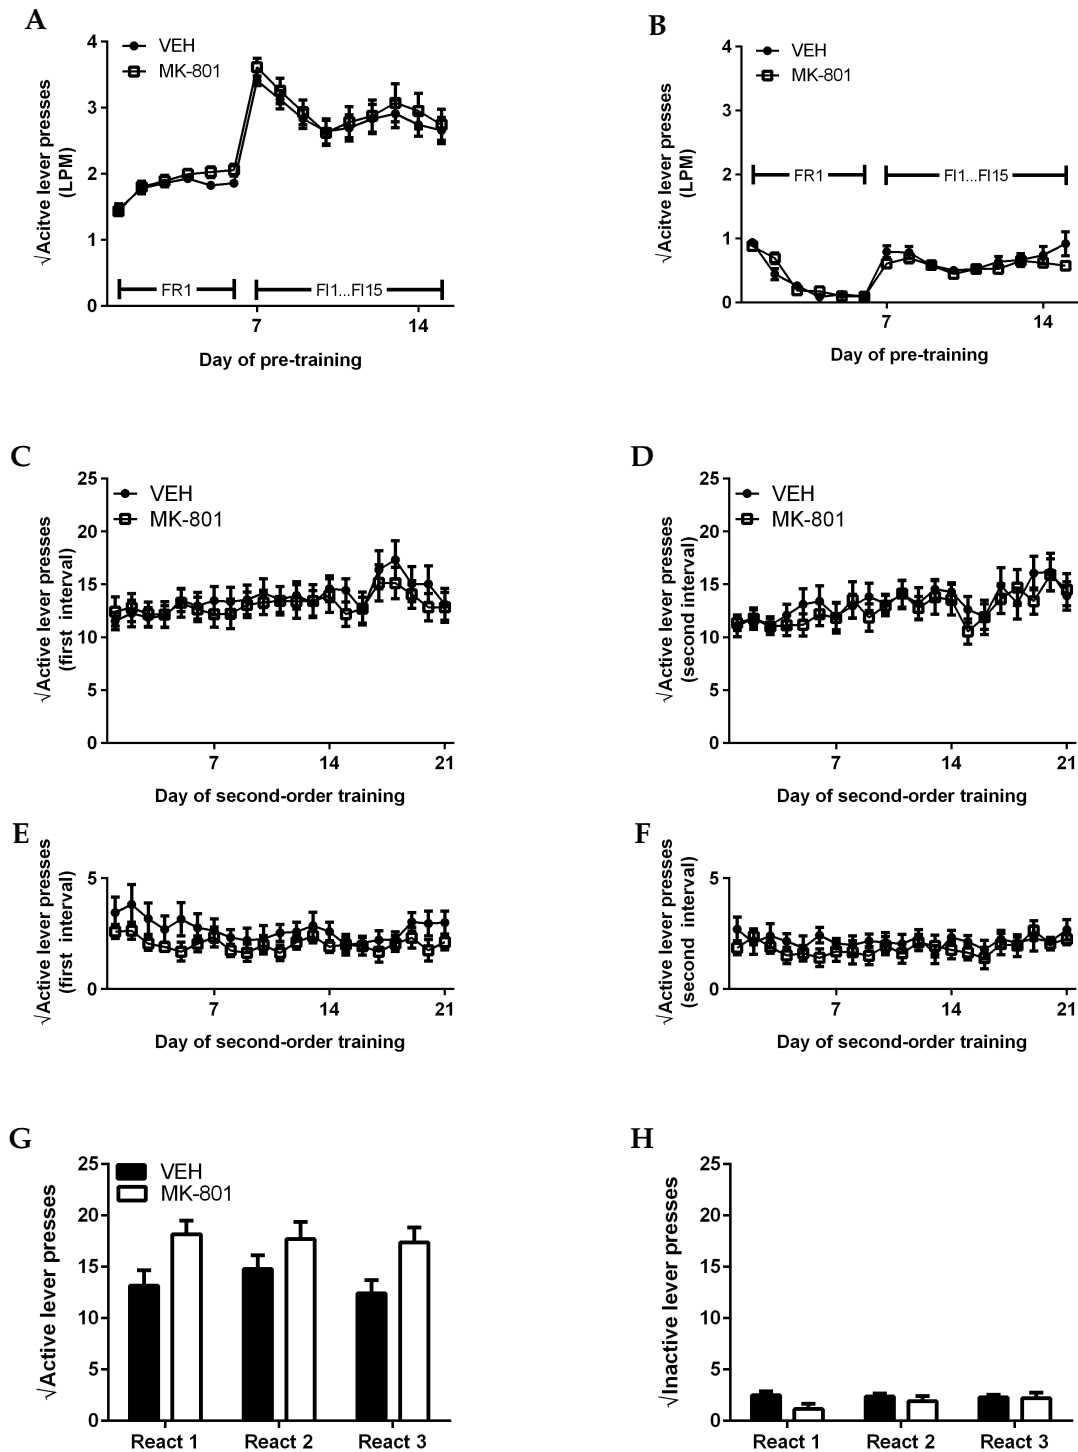 A
VEH
MK-801
√Acitve lever presses
(LPM)
4
3
2
1
0
FR1
FI1...FI15
7
14
Day of pre-training
B
VEH
MK-801
√Acitve lever presses
(LPM)
4
3
2
1
0
FR1
FI1...FI15
7
14
Day of pre-training
C
VEH
MK-801
√Active lever presses
(first interval)
25
20
15
10
5
0
7
14
21
Day of second-order training
D
VEH
MK-801
√Active lever presses
(second interval)
25
20
15
10
5
0
7
14
21
Day of second-order training
E
√Active lever presses
(first interval)
5
0
7
14
21
Day of second-order training
F
√Active lever presses
(second interval)
5
0
7
14
21
Day of second-order training
G
VEH
MK-801
√Active lever presses
25
20
15
10
5
0
React 1
React 2
React 3
H
√Inactive lever presses
25
20
15
10
5
0
React 1
React 2
React 3